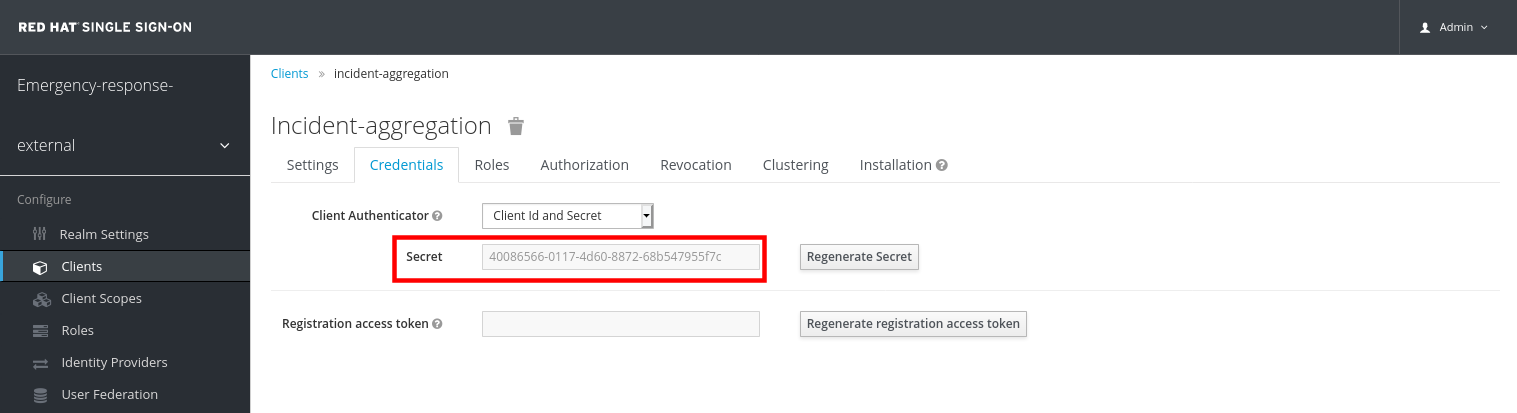 RED HAT SINGLE SIGN-ON
Admin
Emergency-response-
external
Configure
Realm Settings
Clients
Client Scopes
Roles
Identity Providers
User Federation
Clients » incident-aggregation
Incident-aggregation
Settings Credentials Roles Authorization Revocation Clustering Installation ?
Client Authenticator ? Client Id and Secret
Secret 40086566-0117-4d60-8872-68b547955f7c Regenerate Secret
Registration access token ? Regenerate registration access token